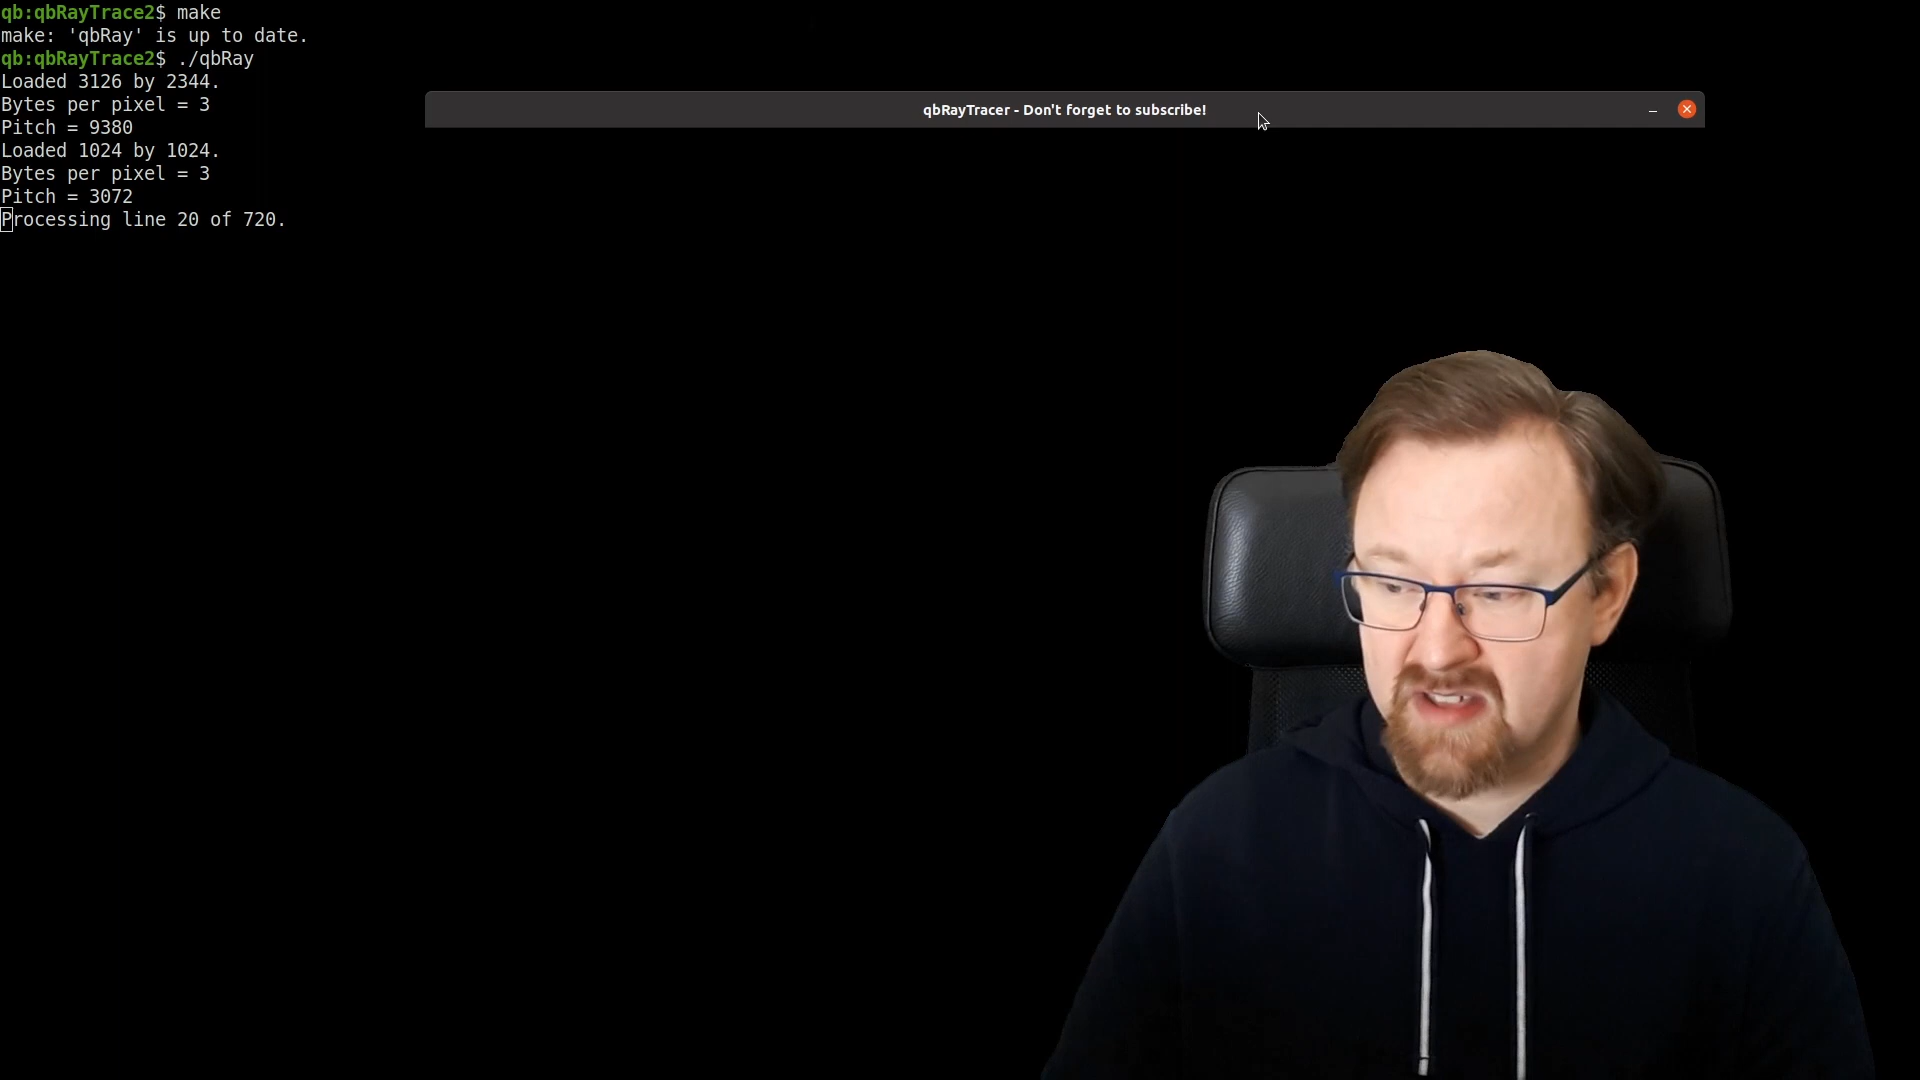 qb:qbRayTrace2$ make
make: 'qbRay' is up to date.
qb:qbRayTrace2$ ./qbRay
Loaded 3126 by 2344.
Bytes per pixel = 3
qbRayTracer - Don't forget to subscribe!
Pitch = 9380
Loaded 1024 by 1024.
Bytes per pixel = 3
Pitch = 3072
Processing line 20 of 720.